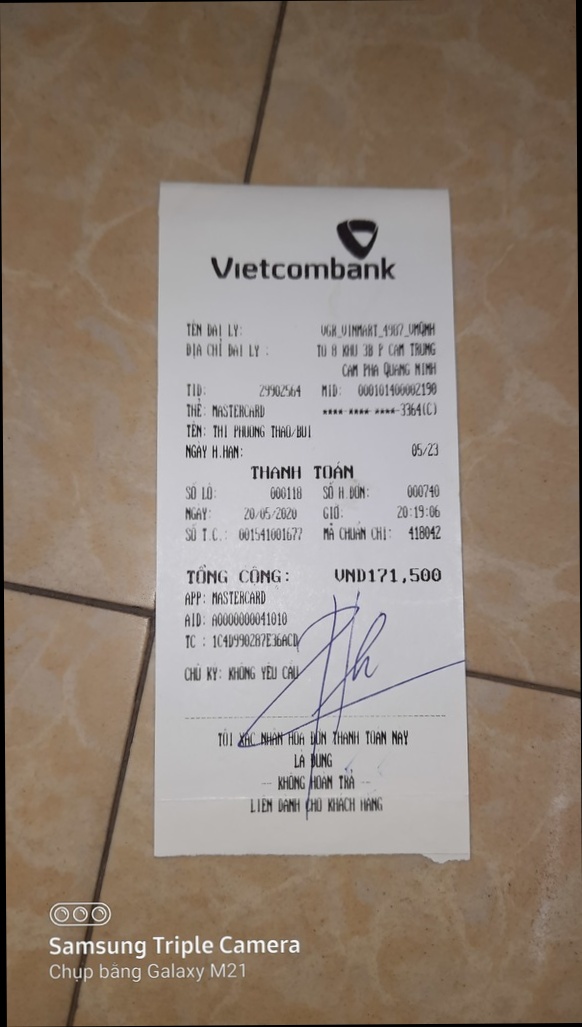 Vietcombank
TÊN ĐẠI LÝ: VGR_VINMART_4987_VMQNH
ĐỊA CHỈ ĐẠI LÝ : TỔ 8 KHU 3B P CAM TRUNG
CAM PHA QUANG NINH
TID: 29902564 MID: 000101400002190
THẺ: MASTERCARD **** **** ****-3364(C)
TÊN: THI PHUONG THAO/BUI
NGÀY H.HẠN: 05/23
THANH TOÁN
SỐ LÔ: 000118 SỐ H.ĐƠN: 000740
NGÀY: 20/05/2020 GIỜ: 20:19:06
SỐ T.C.: 001541001677 MÃ CHUẨN CHI: 418042
TỔNG CỘNG: VND171,500
APP: MASTERCARD
AID: A0000000041010
TC : 1C4D990287E36ACD
CHỮ KÝ: KHÔNG YÊU CẦU
TÔI XÁC NHẬN HÓA ĐƠN THANH TOÁN NÀY
LÀ ĐÚNG
-- KHÔNG HOÀN TRẢ --
LIÊN DÀNH CHO KHÁCH HÀNG
Samsung Triple Camera
Chụp bằng Galaxy M21